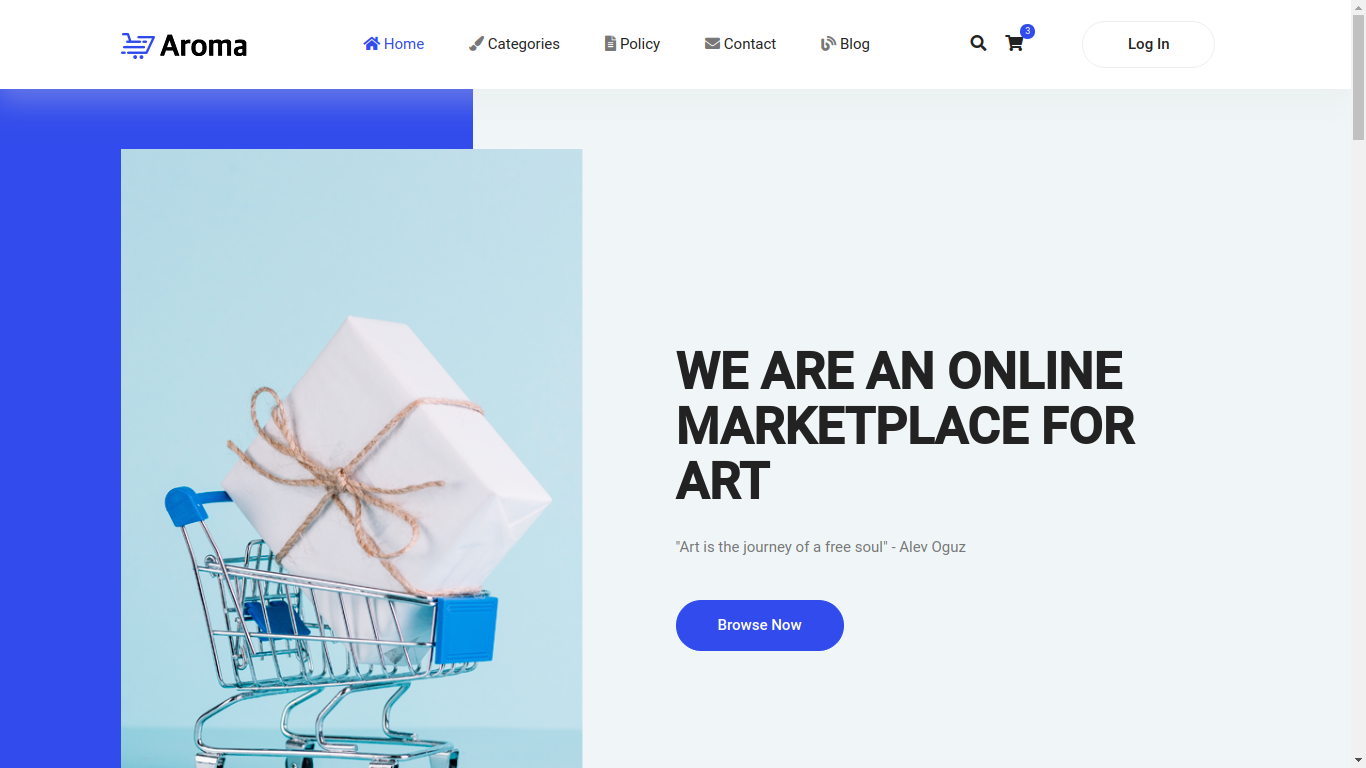 Aroma
Home
Categories
Policy
Contact
Blog
3
Log In
WE ARE AN ONLINE
MARKETPLACE FOR
ART
"Art is the journey of a free soul" - Alev Oguz
Browse Now